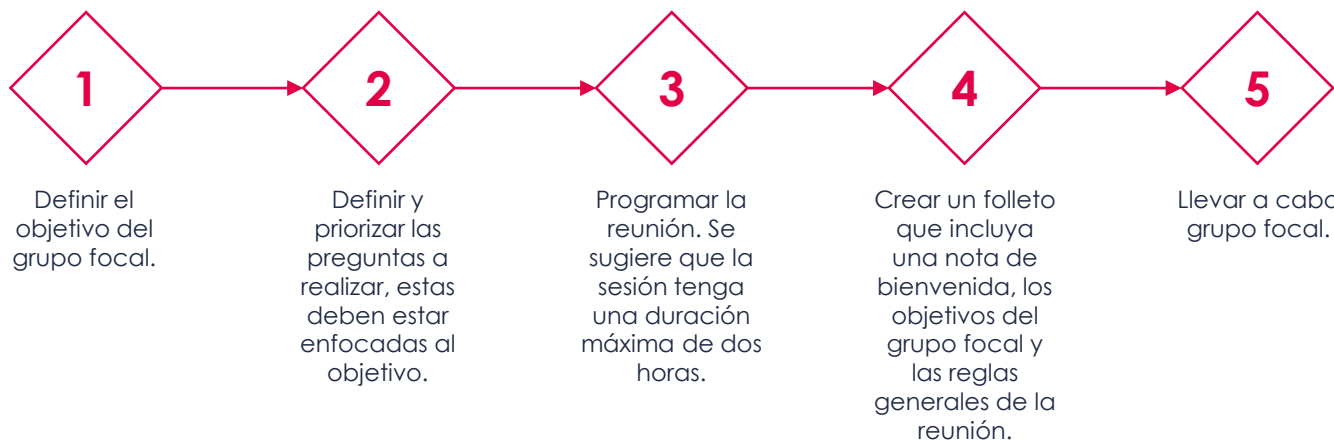 1
2
3
4
5
Definir el
objetivo del
grupo focal.
Definir y
priorizar las
preguntas a
realizar, estas
deben estar
enfocadas al
objetivo.
Programar la
reunión. Se
sugiere que la
sesión tenga
una duración
máxima de dos
horas.
Crear un folleto
que incluya
una nota de
bienvenida, los
objetivos del
grupo focal y
las reglas
generales de la
reunión.
Llevar a cabo
grupo focal.